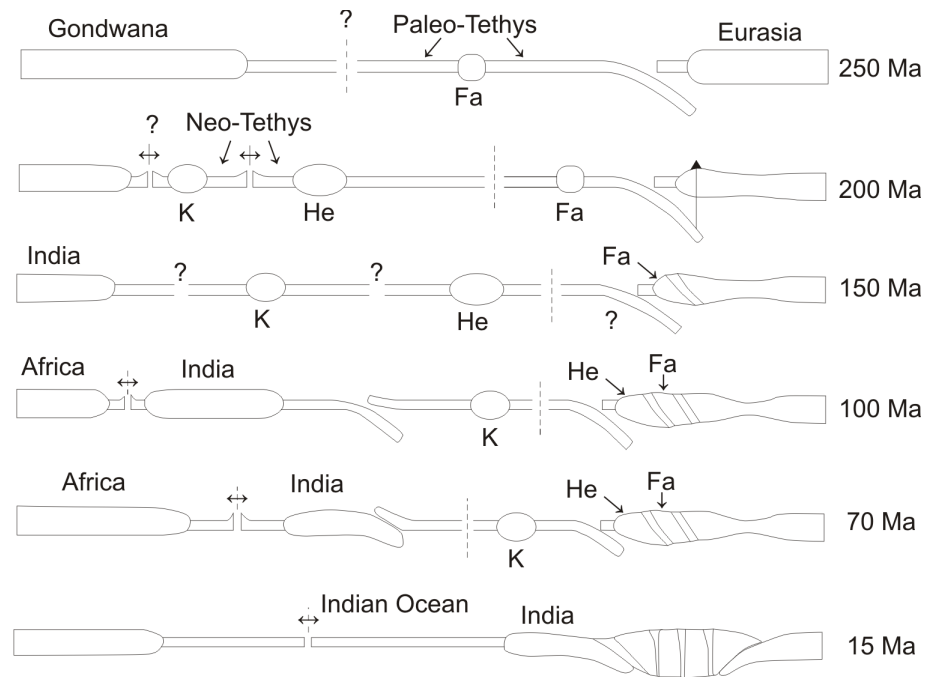 ?
Gondwana
Paleo-Tethys
Eurasia
250 Ma
Fa
?
Neo-Tethys
200 Ma
K
He
Fa
India
?
?
Fa
150 Ma
K
He
?
Africa
India
He
Fa
100 Ma
K
Africa
India
He
Fa
70 Ma
K
Indian Ocean
India
15 Ma